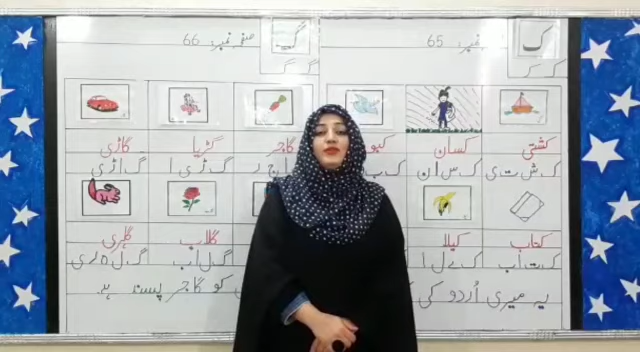 ک صفحہ نمبر: 65
ک ک
کشتی کسان کبو
ک ش ت ی ک س ا ن ک ب
کتاب کیلا
ک ت ا ب ک ے ل ا
یہ میری اُردو کی
گ صفحہ نمبر: 66
گ گ
گاجر گڑیا گاڑی
ا ج ر گ ڑ ی ا گ ا ڑ ی
گلاب گلہری
گ ل ا ب گ ل ہ ر ی
کو گاجر پسند ہے